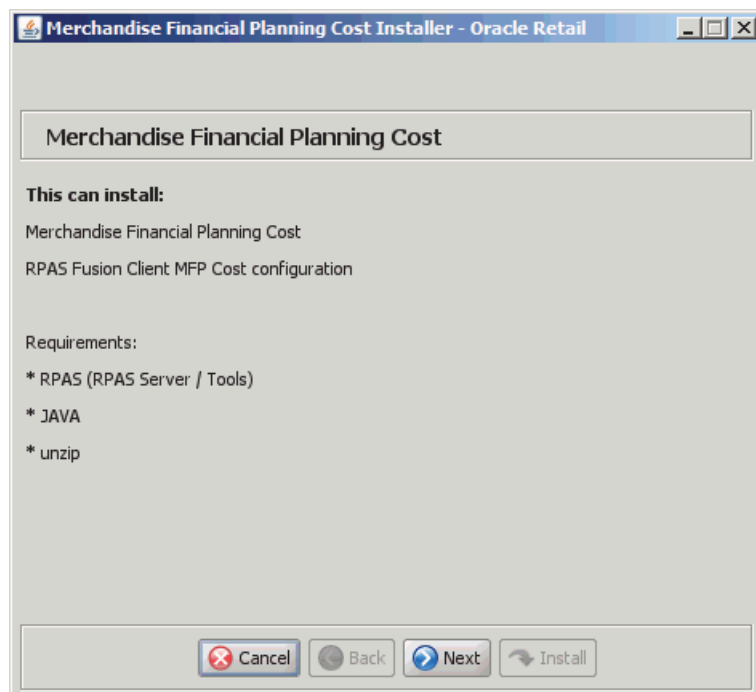 Merchandise Financial Planning Cost Installer - Oracle Retail
Merchandise Financial Planning Cost
This can install:
Merchandise Financial Planning Cost
RPAS Fusion Client MFP Cost configuration
Requirements:
* RPAS (RPAS Server / Tools)
* JAVA
* unzip
Cancel Back Next Install